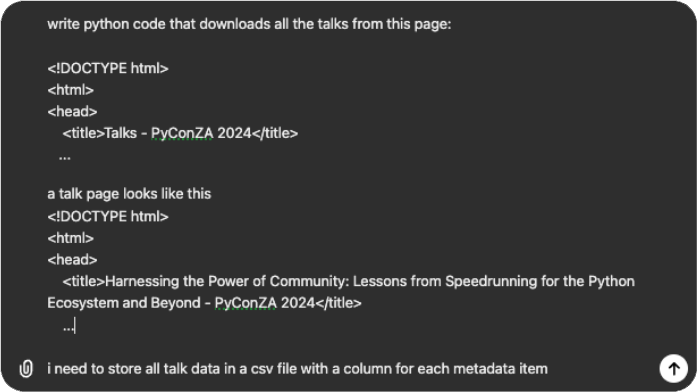 write python code that downloads all the talks from this page:
<!DOCTYPE html>
<html>
<head>
<title>Talks - PyConZA 2024</title>
...
a talk page looks like this
<!DOCTYPE html>
<html>
<head>
<title>Harnessing the Power of Community: Lessons from Speedrunning for the Python
Ecosystem and Beyond - PyConZA 2024</title>
...
i need to store all talk data in a csv file with a column for each metadata item